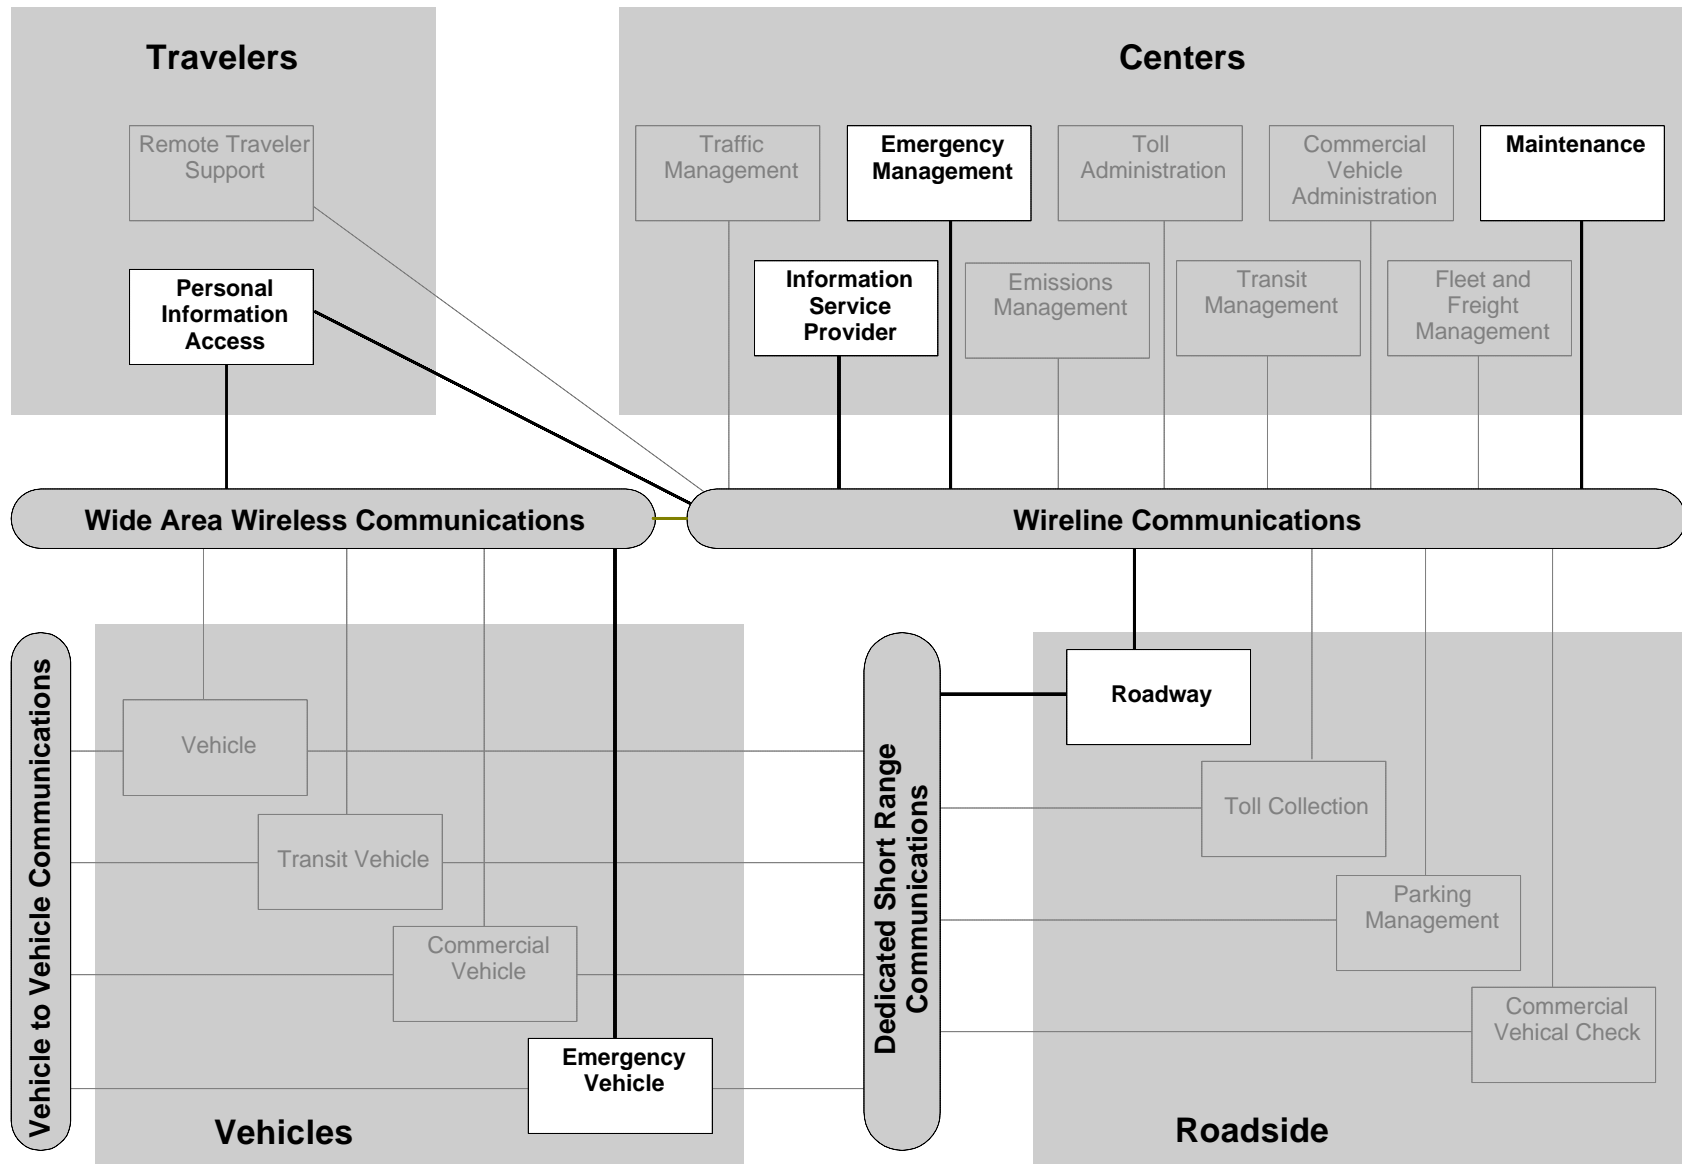 Travelers
Centers
Remote Traveler
Support
Traffic
Management
Emergency
Management
Toll
Administration
Commercial
Vehicle
Administration
Maintenance
Personal
Information
Access
Information
Service
Provider
Emissions
Management
Transit
Management
Fleet and
Freight
Management
Wide Area Wireless Communications
Wireline Communications
Vehicle to Vehicle Communications
Vehicle
Transit Vehicle
Commercial
Vehicle
Emergency
Vehicle
Vehicles
Dedicated Short Range
Communications
Roadway
Toll Collection
Parking
Management
Commercial
Vehical Check
Roadside